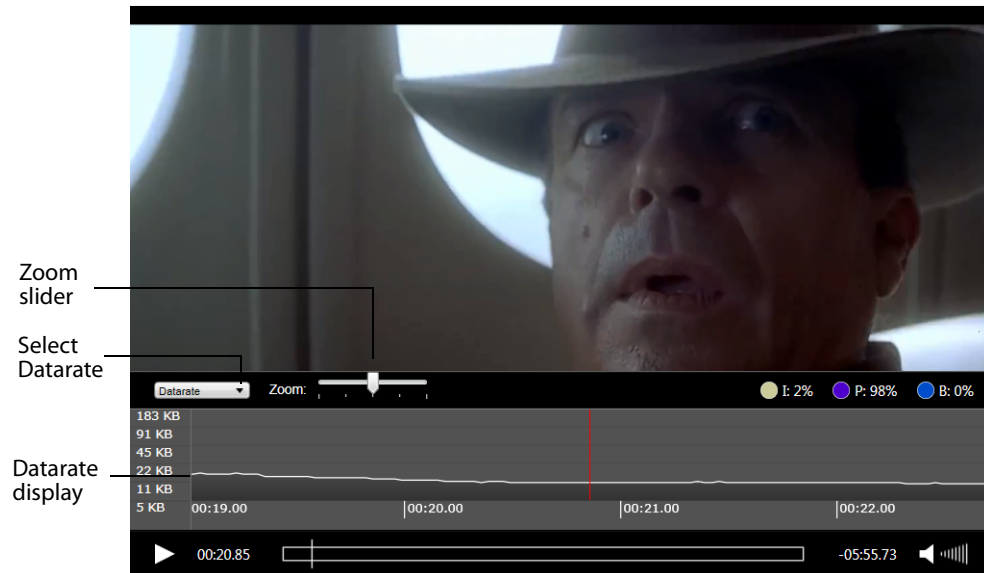 Zoom
slider
Select
Datarate
Datarate
Zoom:
I: 2%
P: 98%
B: 0%
183 KB
91 KB
45 KB
22 KB
11 KB
5 KB
Datarate
display
00:19.00
00:20.00
00:21.00
00:22.00
00:20.85
-05:55.73